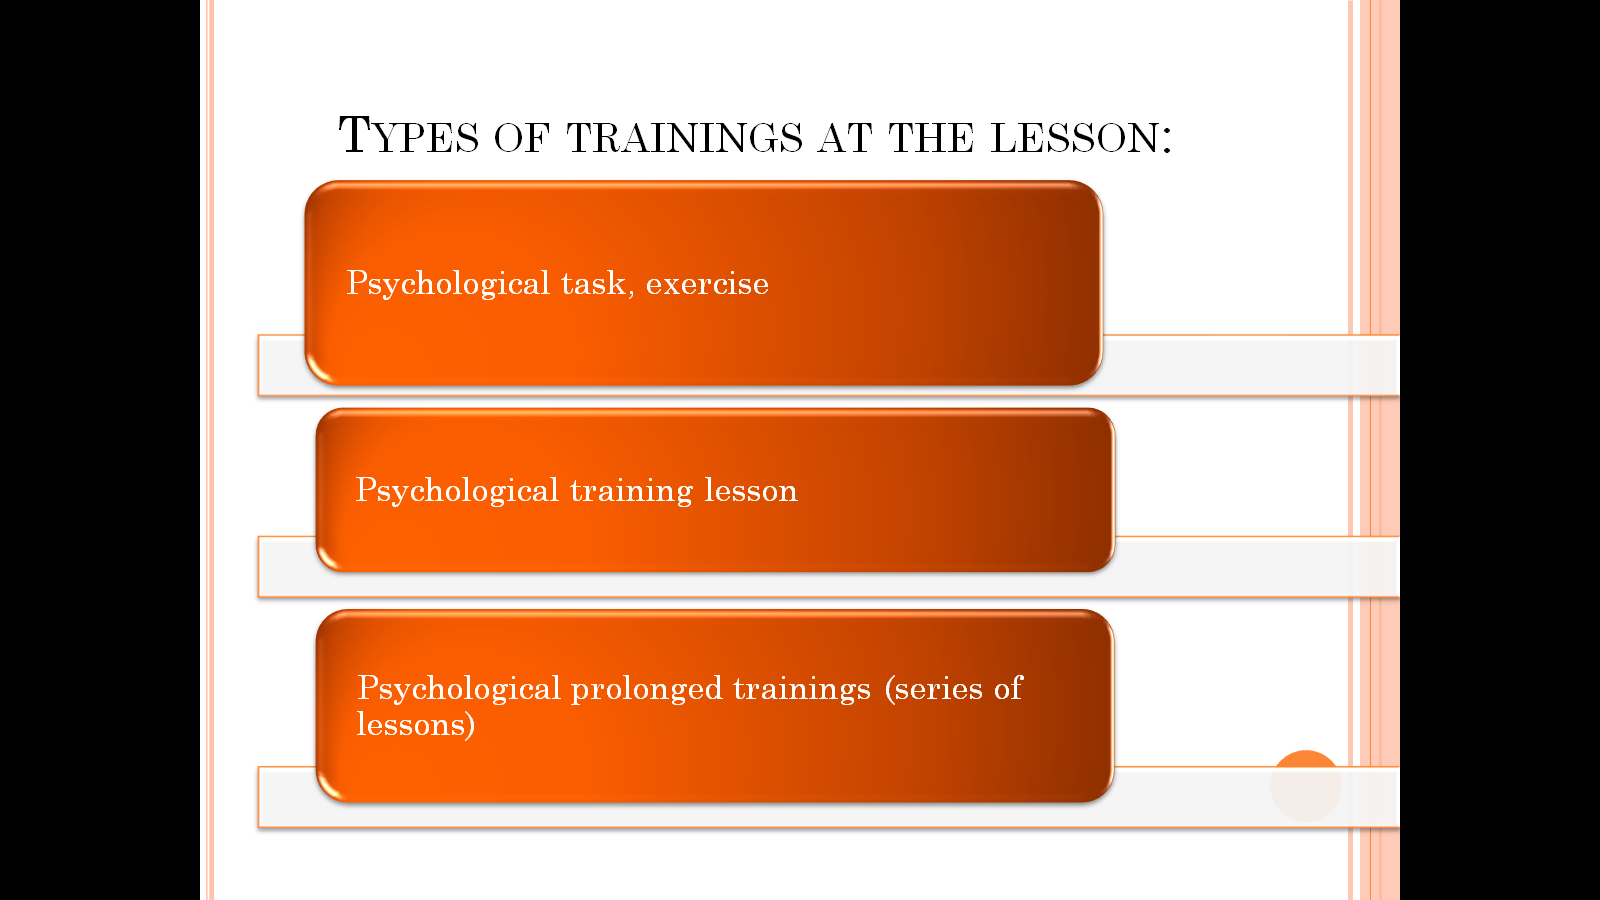 Types of trainings at the lesson:
Psychological task, exercise
Psychological training lesson
Psychological prolonged trainings (series of
lessons)